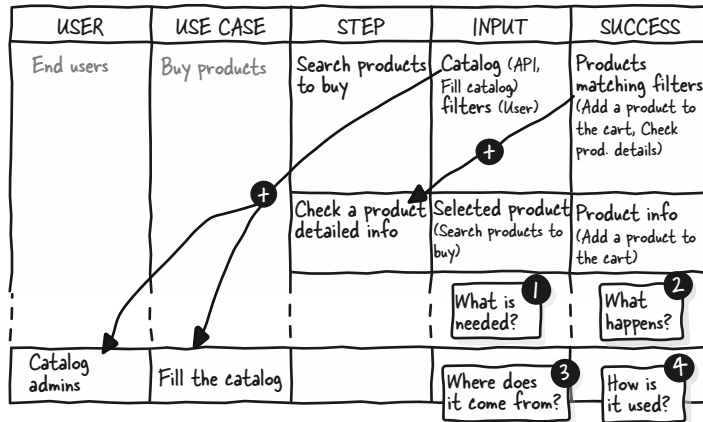 USER
USE CASE
STEP
INPUT
SUCCESS
End users
Buy products
Search products
to buy
Catalog (API,
Fill catalog)
filters (User)
Products
matching filters
(Add a product to
the cart, Check
prod. details)
+
+
Check a product
detailed info
Selected product
(Search products to
buy)
Product info
(Add a product to
the cart)
1
What is
needed?
2
What
happens?
Catalog
admins
Fill the catalog
3
Where does
it come from?
4
How is
it used?